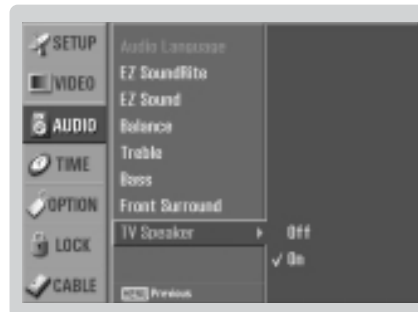 SETUP
VIDEO
AUDIO
TIME
OPTION
LOCK
CABLE
Audio Language
EZ SoundRite
EZ Sound
Balance
Treble
Bass
Front Surround
TV Speaker
Off
On
MENU Previous